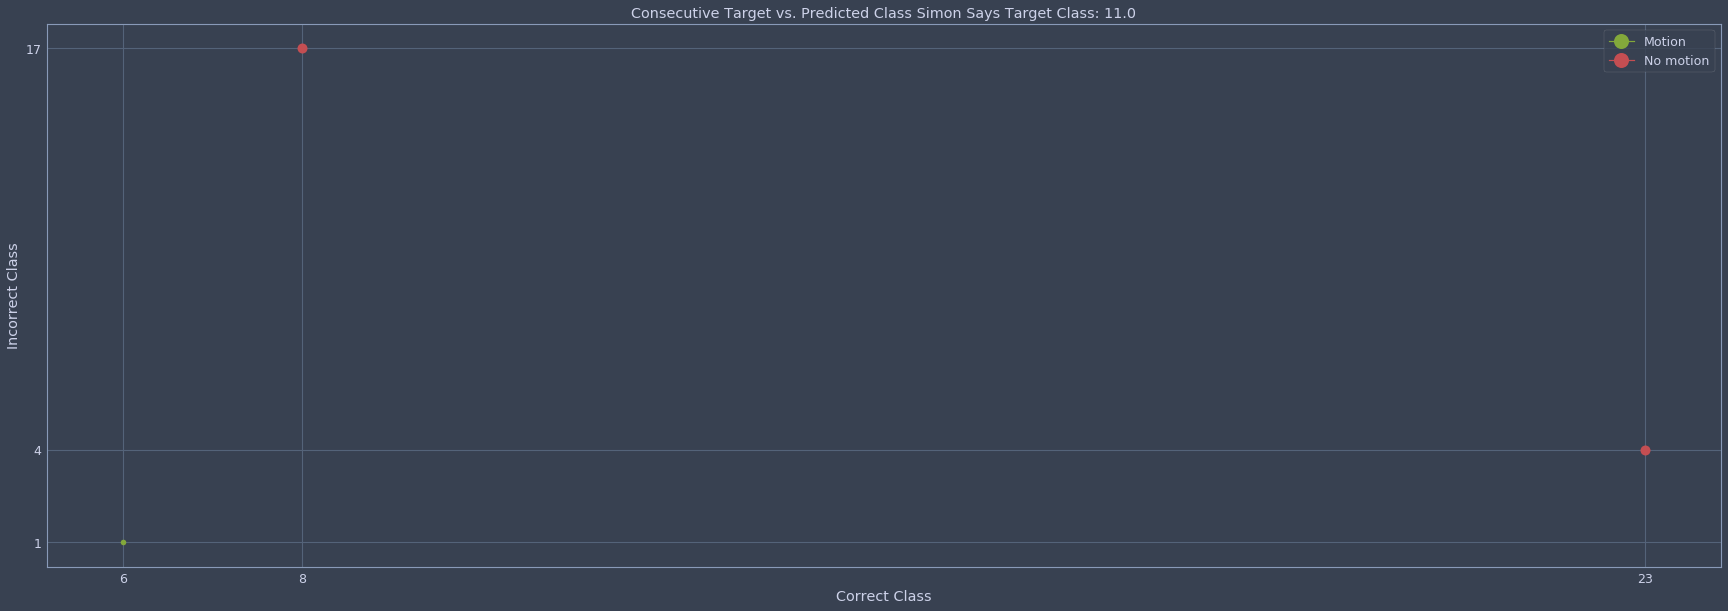 Consecutive Target vs. Predicted Class Simon Says Target Class: 11.0
Motion
No motion
Incorrect Class
17
4
1
6
8
23
Correct Class